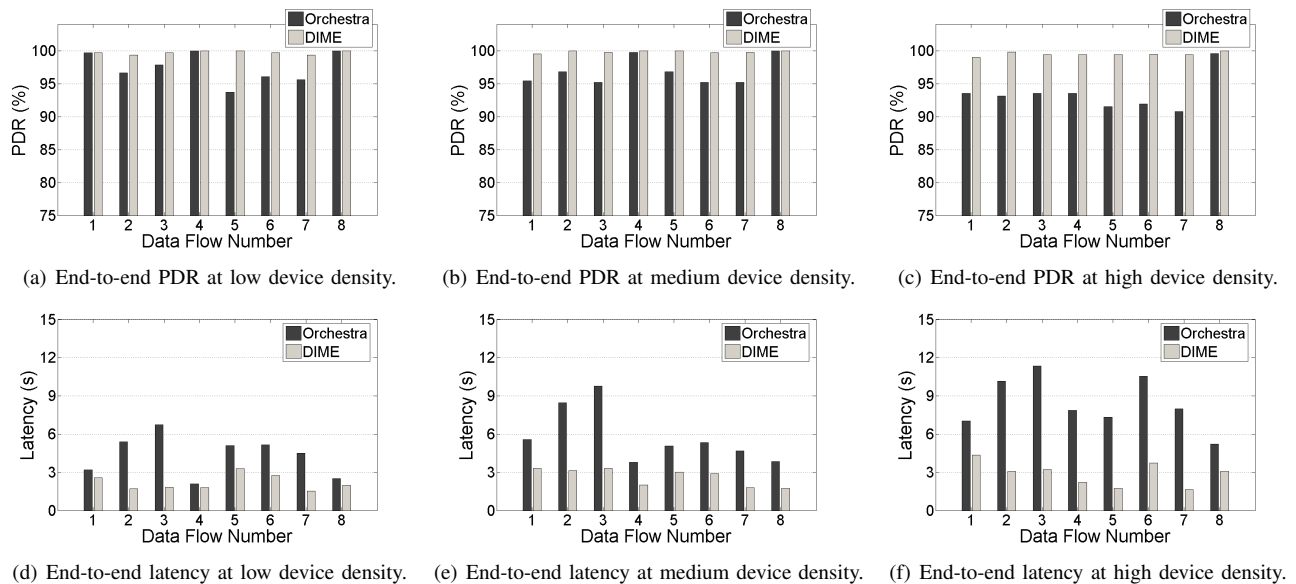 Orchestra
DIME
100
95
90
85
80
75
PDR (%)
1 2 3 4 5 6 7 8
Data Flow Number
(a) End-to-end PDR at low device density.
Orchestra
DIME
100
95
90
85
80
75
PDR (%)
1 2 3 4 5 6 7 8
Data Flow Number
(b) End-to-end PDR at medium device density.
Orchestra
DIME
100
95
90
85
80
75
PDR (%)
1 2 3 4 5 6 7 8
Data Flow Number
(c) End-to-end PDR at high device density.
15
12
9
6
3
0
Latency (s)
Orchestra
DIME
1 2 3 4 5 6 7 8
Data Flow Number
(d) End-to-end latency at low device density.
15
12
9
6
3
0
Latency (s)
Orchestra
DIME
1 2 3 4 5 6 7 8
Data Flow Number
(e) End-to-end latency at medium device density.
15
12
9
6
3
0
Latency (s)
Orchestra
DIME
1 2 3 4 5 6 7 8
Data Flow Number
(f) End-to-end latency at high device density.